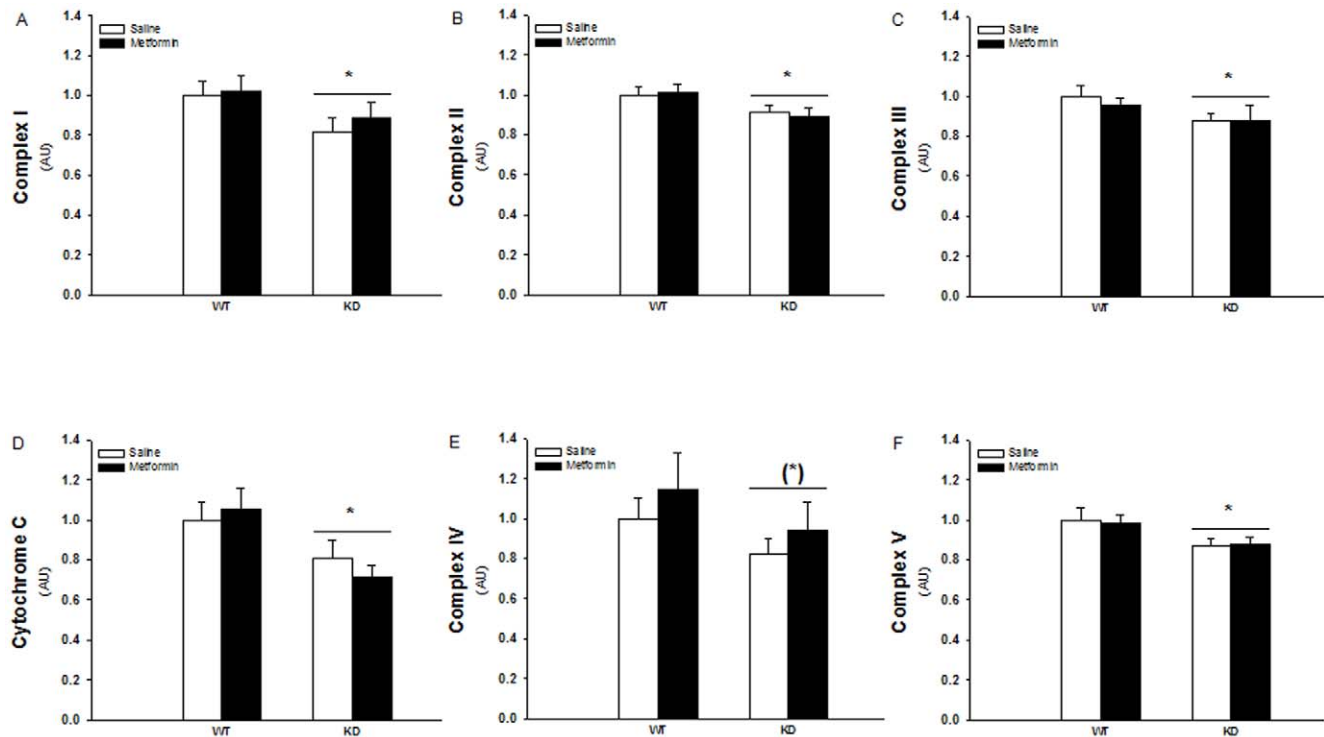 A
Saline
Metformin
Complex I
(AU)
1.4
1.2
1.0
0.8
0.6
0.4
0.2
0.0
*
WT
KD
B
Saline
Metformin
Complex II
(AU)
1.4
1.2
1.0
0.8
0.6
0.4
0.2
0.0
*
WT
KD
C
Saline
Metformin
Complex III
(AU)
1.4
1.2
1.0
0.8
0.6
0.4
0.2
0.0
*
WT
KD
D
Saline
Metformin
Cytochrome C
(AU)
1.4
1.2
1.0
0.8
0.6
0.4
0.2
0.0
*
WT
KD
E
Saline
Metformin
Complex IV
(AU)
1.4
1.2
1.0
0.8
0.6
0.4
0.2
0.0
(*)
WT
KD
F
Saline
Metformin
Complex V
(AU)
1.4
1.2
1.0
0.8
0.6
0.4
0.2
0.0
*
WT
KD